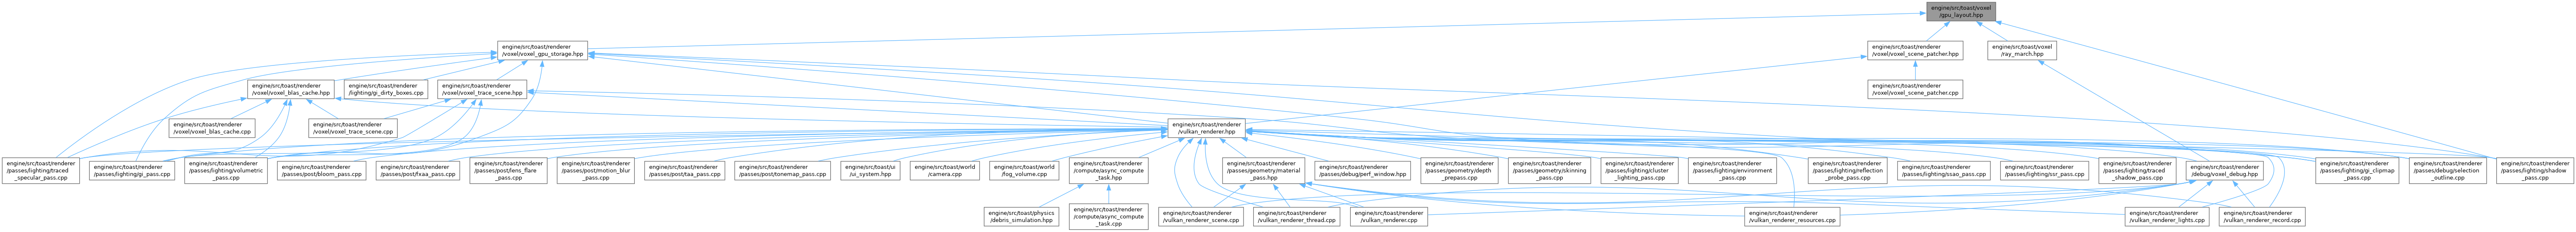 engine/src/toast/voxel
/gpu_layout.hpp
engine/src/toast/renderer
/voxel/voxel_gpu_storage.hpp
engine/src/toast/renderer
/voxel/voxel_scene_patcher.hpp
engine/src/toast/voxel
/ray_march.hpp
engine/src/toast/renderer
/voxel/voxel_blas_cache.hpp
engine/src/toast/renderer
/lighting/gi_dirty_boxes.cpp
engine/src/toast/renderer
/voxel/voxel_trace_scene.hpp
engine/src/toast/renderer
/voxel/voxel_scene_patcher.cpp
engine/src/toast/renderer
/voxel/voxel_blas_cache.cpp
engine/src/toast/renderer
/voxel/voxel_trace_scene.cpp
engine/src/toast/renderer
/vulkan_renderer.hpp
engine/src/toast/renderer
/passes/lighting/traced
_specular_pass.cpp
engine/src/toast/renderer
/passes/lighting/gi_pass.cpp
engine/src/toast/renderer
/passes/lighting/volumetric
_pass.cpp
engine/src/toast/renderer
/passes/post/bloom_pass.cpp
engine/src/toast/renderer
/passes/post/fxaa_pass.cpp
engine/src/toast/renderer
/passes/post/lens_flare
_pass.cpp
engine/src/toast/renderer
/passes/post/motion_blur
_pass.cpp
engine/src/toast/renderer
/passes/post/taa_pass.cpp
engine/src/toast/renderer
/passes/post/tonemap_pass.cpp
engine/src/toast/ui
/ui_system.hpp
engine/src/toast/world
/camera.cpp
engine/src/toast/world
/fog_volume.cpp
engine/src/toast/renderer
/compute/async_compute
_task.hpp
engine/src/toast/renderer
/passes/geometry/material
_pass.hpp
engine/src/toast/renderer
/passes/debug/perf_window.hpp
engine/src/toast/renderer
/passes/geometry/depth
_prepass.cpp
engine/src/toast/renderer
/passes/geometry/skinning
_pass.cpp
engine/src/toast/renderer
/passes/lighting/cluster
_lighting_pass.cpp
engine/src/toast/renderer
/passes/lighting/environment
_pass.cpp
engine/src/toast/renderer
/passes/lighting/reflection
_probe_pass.cpp
engine/src/toast/renderer
/passes/lighting/ssao_pass.cpp
engine/src/toast/renderer
/passes/lighting/ssr_pass.cpp
engine/src/toast/renderer
/passes/lighting/traced
_shadow_pass.cpp
engine/src/toast/renderer
/debug/voxel_debug.hpp
engine/src/toast/renderer
/passes/lighting/gi_clipmap
_pass.cpp
engine/src/toast/renderer
/passes/debug/selection
_outline.cpp
engine/src/toast/renderer
/passes/lighting/shadow
_pass.cpp
engine/src/toast/physics
/debris_simulation.hpp
engine/src/toast/renderer
/compute/async_compute
_task.cpp
engine/src/toast/renderer
/vulkan_renderer_scene.cpp
engine/src/toast/renderer
/vulkan_renderer_thread.cpp
engine/src/toast/renderer
/vulkan_renderer.cpp
engine/src/toast/renderer
/vulkan_renderer_resources.cpp
engine/src/toast/renderer
/vulkan_renderer_lights.cpp
engine/src/toast/renderer
/vulkan_renderer_record.cpp